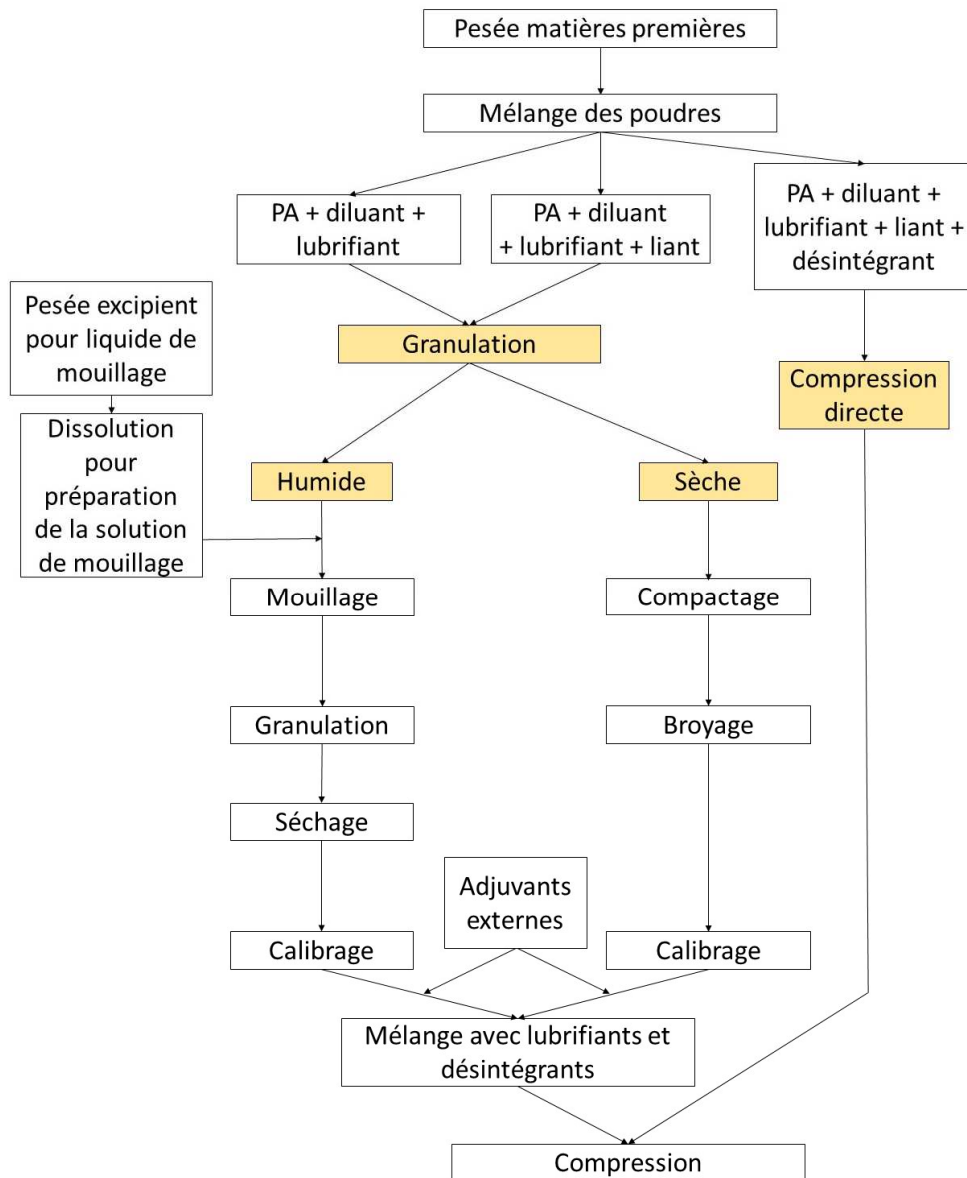 Pesée matières premières
Mélange des poudres
PA + diluant +
lubrifiant
PA + diluant
+ lubrifiant + liant
PA + diluant +
lubrifiant + liant +
désintégrant
Pesée excipient
pour liquide de
mouillage
Granulation
Compression
directe
Dissolution
pour
préparation
de la solution
de mouillage
Humide
Sèche
Mouillage
Compactage
Granulation
Broyage
Séchage
Adjuvants
externes
Calibrage
Calibrage
Mélange avec lubrifiants et
désintégrants
Compression